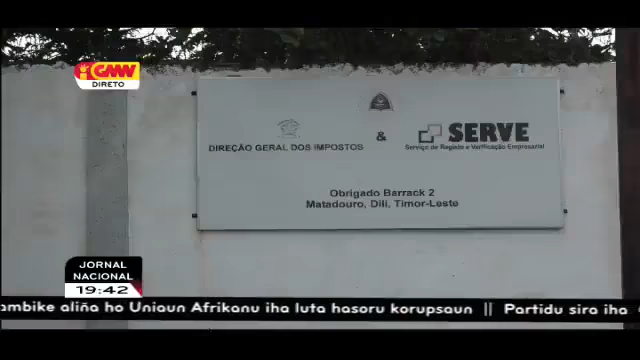 GMN
DIRETO
DIREÇÃO GERAL DOS IMPOSTOS
&
SERVE
Serviço de Registo e Verificação Empresarial
Obrigado Barrack 2
Matadouro, Dili, Timor-Leste
JORNAL
NACIONAL
19:42
ambike aliña ho Uniaun Afrikanu iha luta hasoru korupsaun || Partidu sira iha